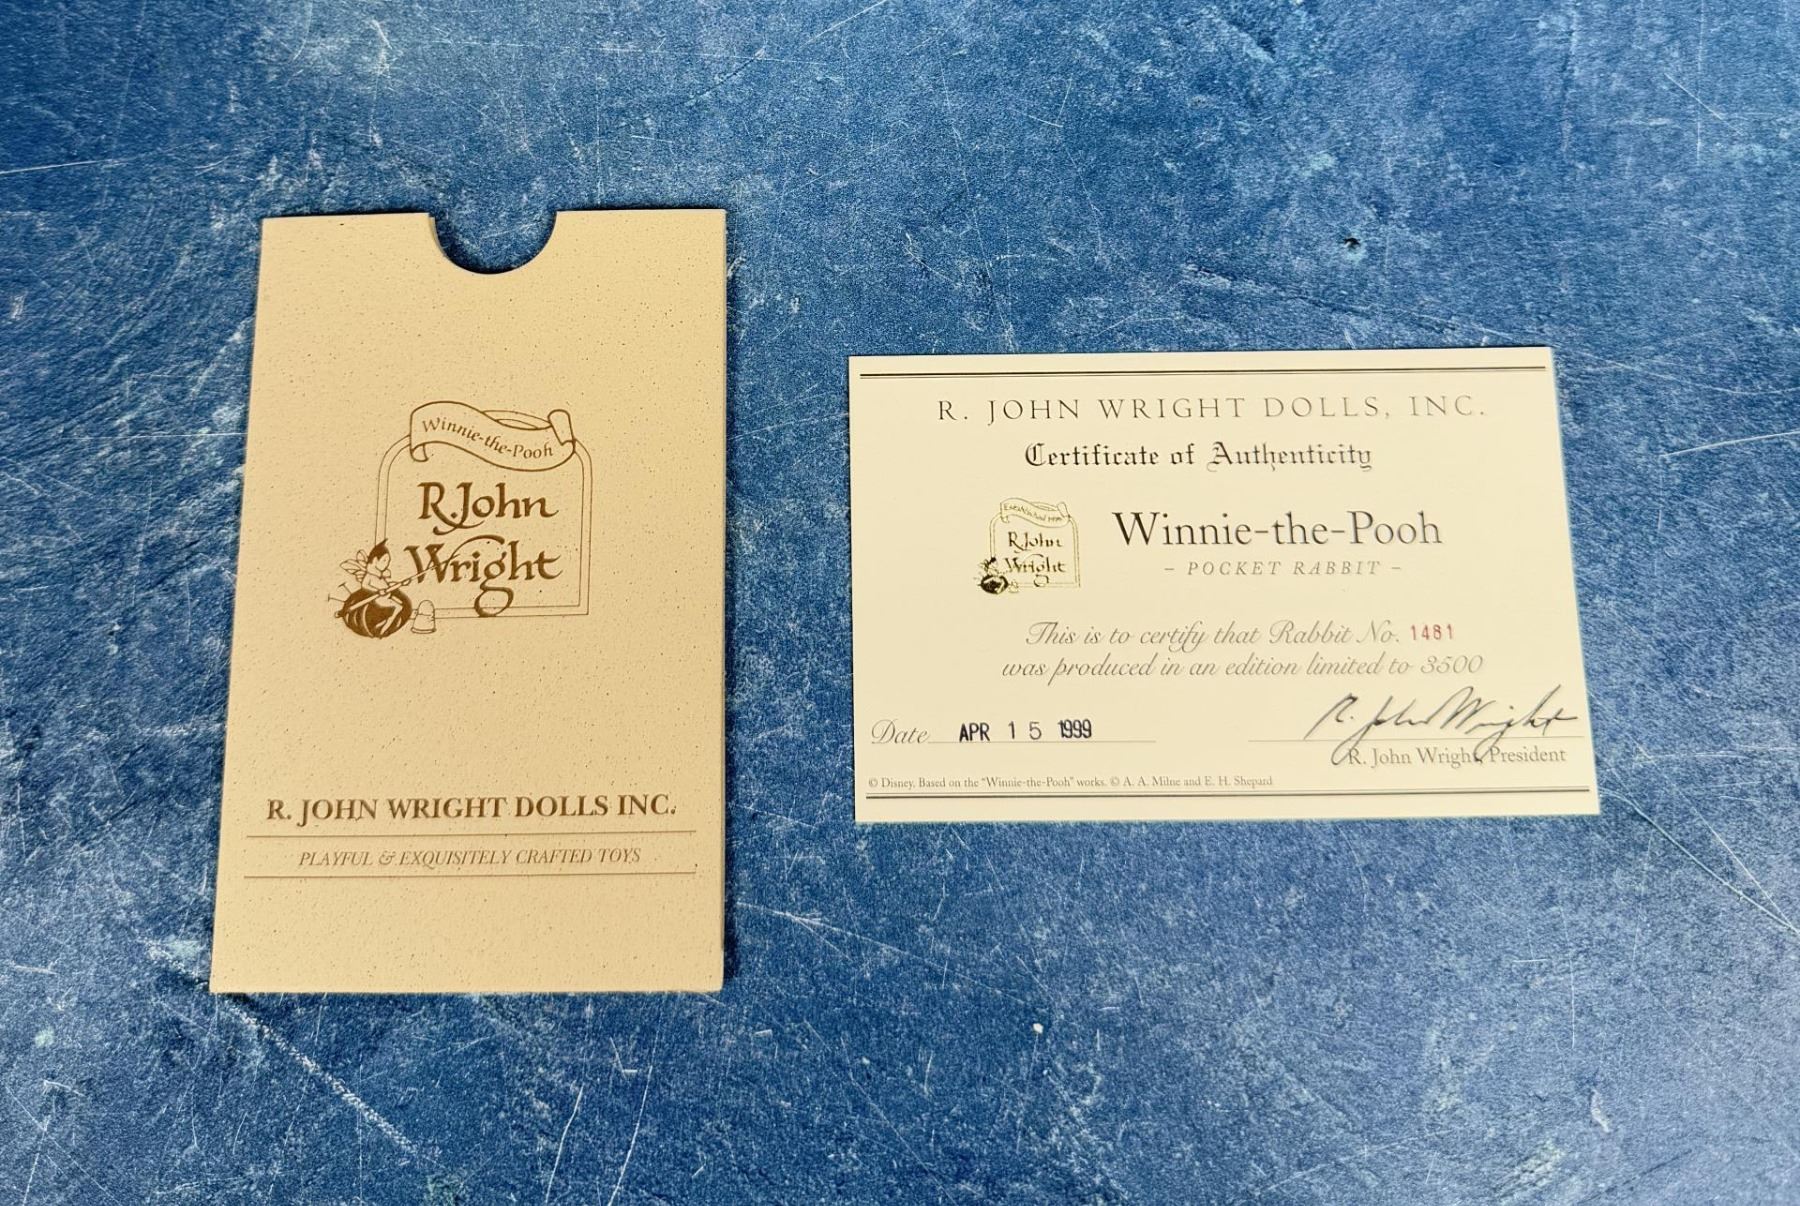 Winnie-the-Pooh
R. John
Wright
R. JOHN WRIGHT DOLLS INC.
PLAYFUL & EXQUISITELY CRAFTED TOYS
R. JOHN WRIGHT DOLLS, INC.
Certificate of Authenticity
R. John
Wright
Winnie-the-Pooh
– POCKET RABBIT –
This is to certify that Rabbit No. 1481
was produced in an edition limited to 3500
Date APR 15 1999
R. John Wright
R. John Wright, President
© Disney. Based on the "Winnie-the-Pooh" works. © A. A. Milne and E. H. Shepard